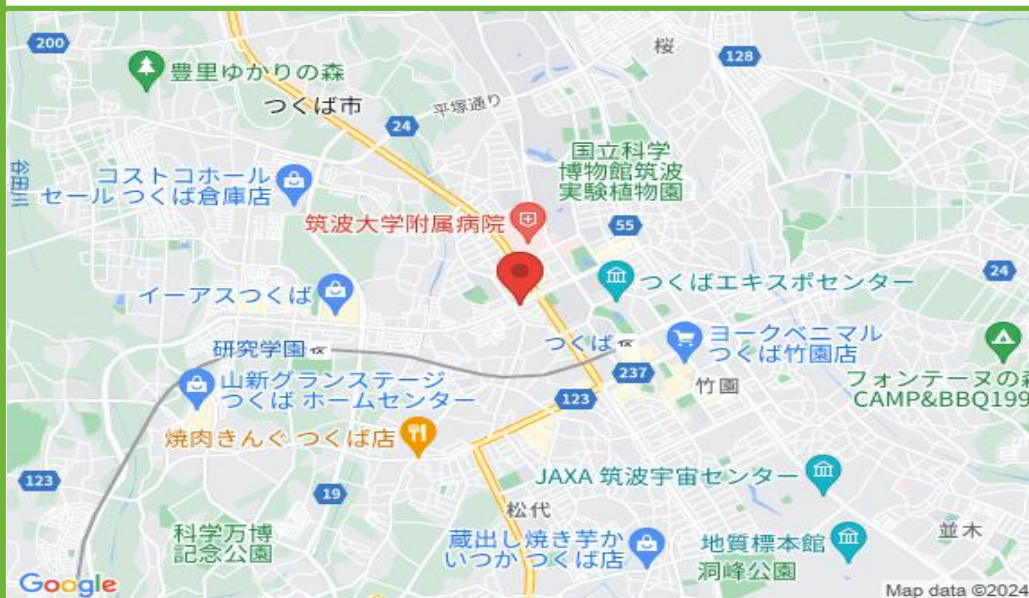 200
豊里ゆかりの森
つくば市
桜
128
平塚通り
24
谷田川
コストコホール
セール つくば倉庫店
国立科学
博物館筑波
実験植物園
筑波大学附属病院
55
イーアスつくば
つくばエキスポセンター
24
研究学園
つくば
ヨークベニマル
つくば竹園店
山新グランステージ
つくば ホームセンター
237
竹園
フォンテーヌの森
CAMP&BBQ199
123
焼肉きんぐ つくば店
123
19
JAXA 筑波宇宙センター
松代
科学万博
記念公園
蔵出し焼き芋か
いつか つくば店
地質標本館
洞峰公園
並木
Google
Map data ©2024